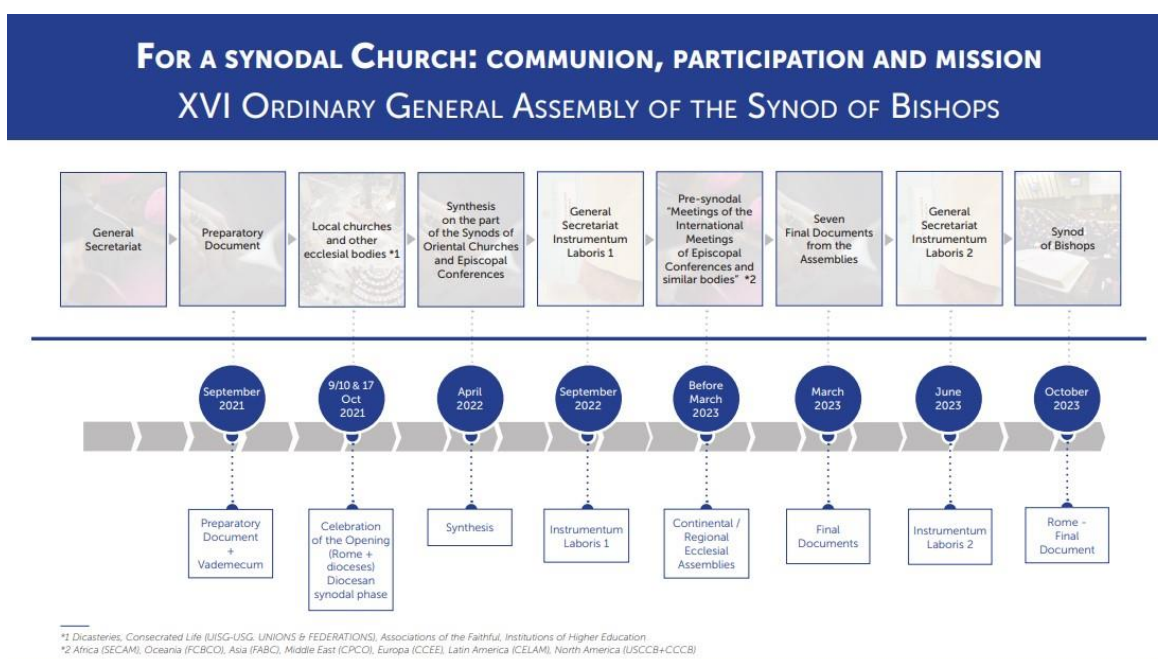 FOR A SYNODAL CHURCH: COMMUNION, PARTICIPATION AND MISSION
XVI ORDINARY GENERAL ASSEMBLY OF THE SYNOD OF BISHOPS
General
Secretariat
Preparatory
Document
Local churches
and other
ecclesial bodies *1
Synthesis
on the part
of the Synods of
Oriental Churches
and Episcopal
Conferences
General
Secretariat
Instrumentum
Laboris 1
Pre-synodal
"Meetings of the
International
Meetings
of Episcopal
Conferences and
similar bodies" *2
Seven
Final Documents
from the
Assemblies
General
Secretariat
Instrumentum
Laboris 2
Synod
of Bishops
September
2021
9/10 & 17
Oct
2021
April
2022
September
2022
Before
March
2023
March
2023
June
2023
October
2023
Preparatory
Document
+
Vademecum
Celebration
of the Opening
(Rome +
dioceses)
Diocesan
synodal phase
Synthesis
Instrumentum
Laboris 1
Continental /
Regional
Ecclesial
Assemblies
Final
Documents
Instrumentum
Laboris 2
Rome -
Final
Document
*1 Dicasteries, Consecrated Life (UISG-USG. UNIONS & FEDERATIONS), Associations of the Faithful, Institutions of Higher Education
*2 Africa (SECAM), Oceania (FCBCO), Asia (FABC), Middle East (CPCO), Europa (CCEE), Latin America (CELAM), North America (USCCB+CCCB)